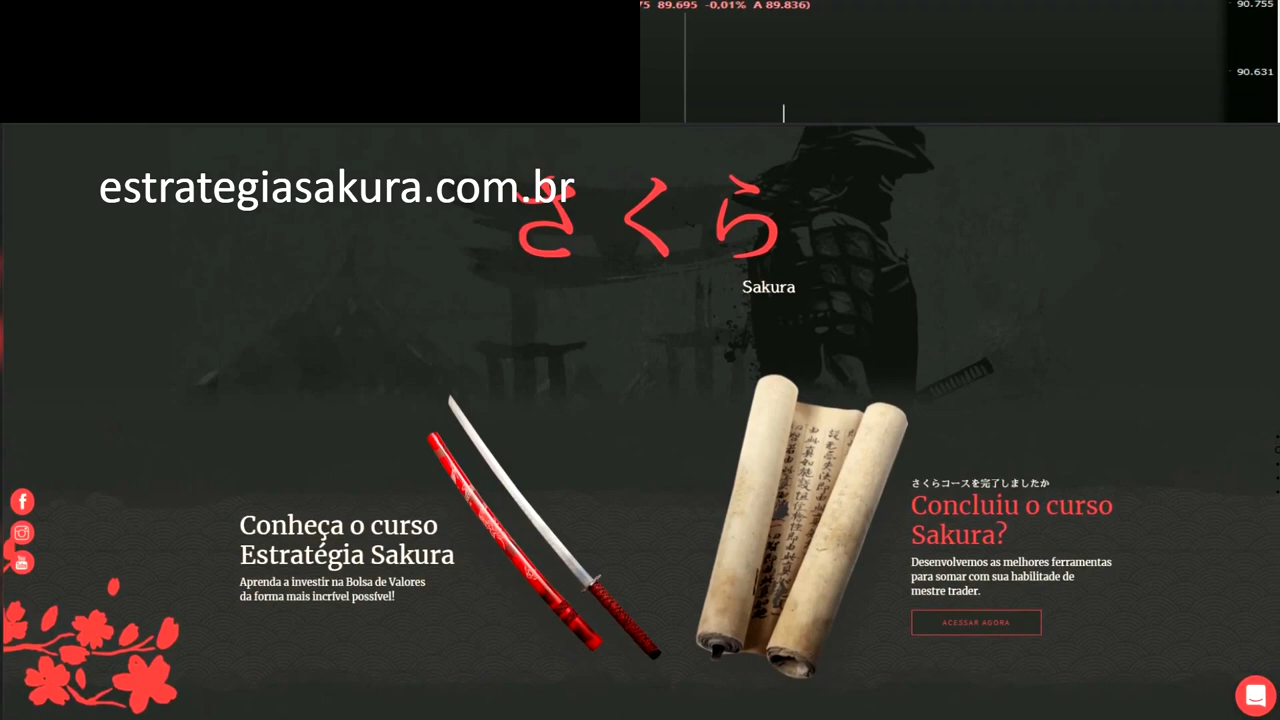 89.695 -0,01% A 89.836)
90.755
90.631
estrategiasakura.com.br
さくら
Sakura
Conheça o curso
Estratégia Sakura
Aprenda a investir na Bolsa de Valores
da forma mais incrível possível!
さくらコースを完了しましたか
Concluiu o curso
Sakura?
Desenvolvemos as melhores ferramentas
para somar com sua habilitade de
mestre trader.
ACESSAR AGORA